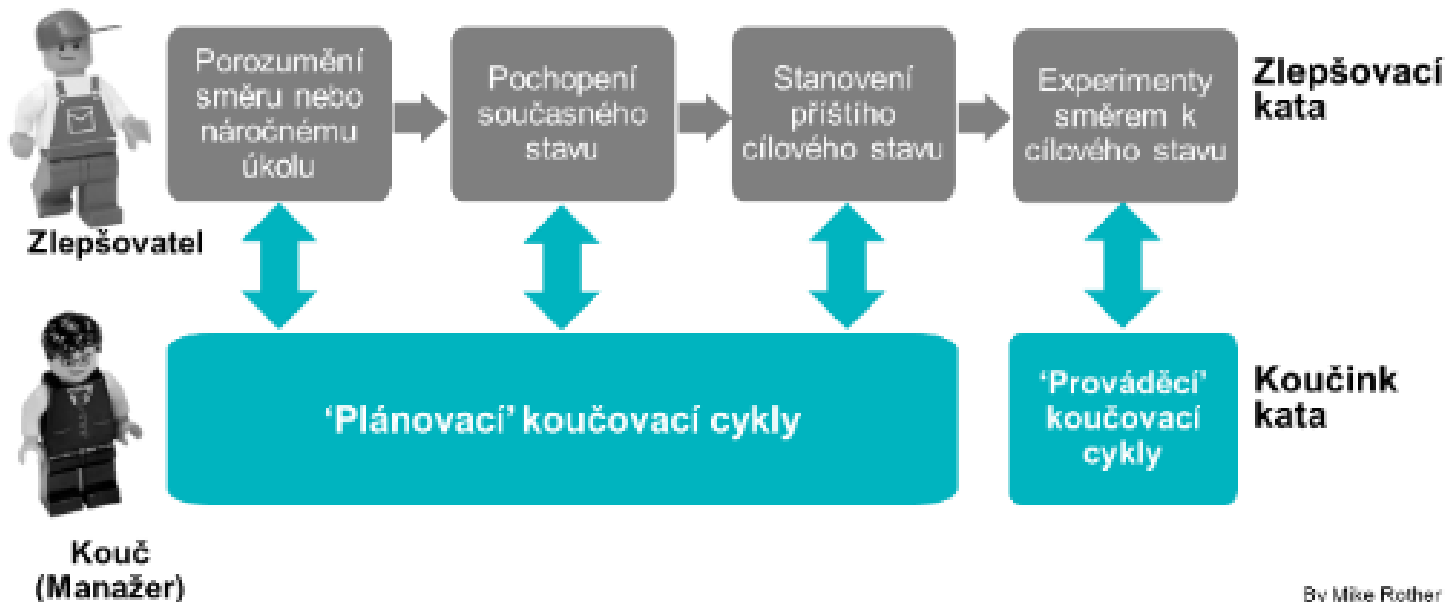 Porozumění
směru nebo
náročnému
úkolu
Pochopení
současného
stavu
Stanovení
příštího
cílového stavu
Experimenty
směrem k
cílového stavu
Zlepšovací
kata
Zlepšovatel
'Plánovací' koučovací cykly
'Prováděcí'
koučovací
cykly
Koučink
kata
Kouč
(Manažer)
By Mike Rother